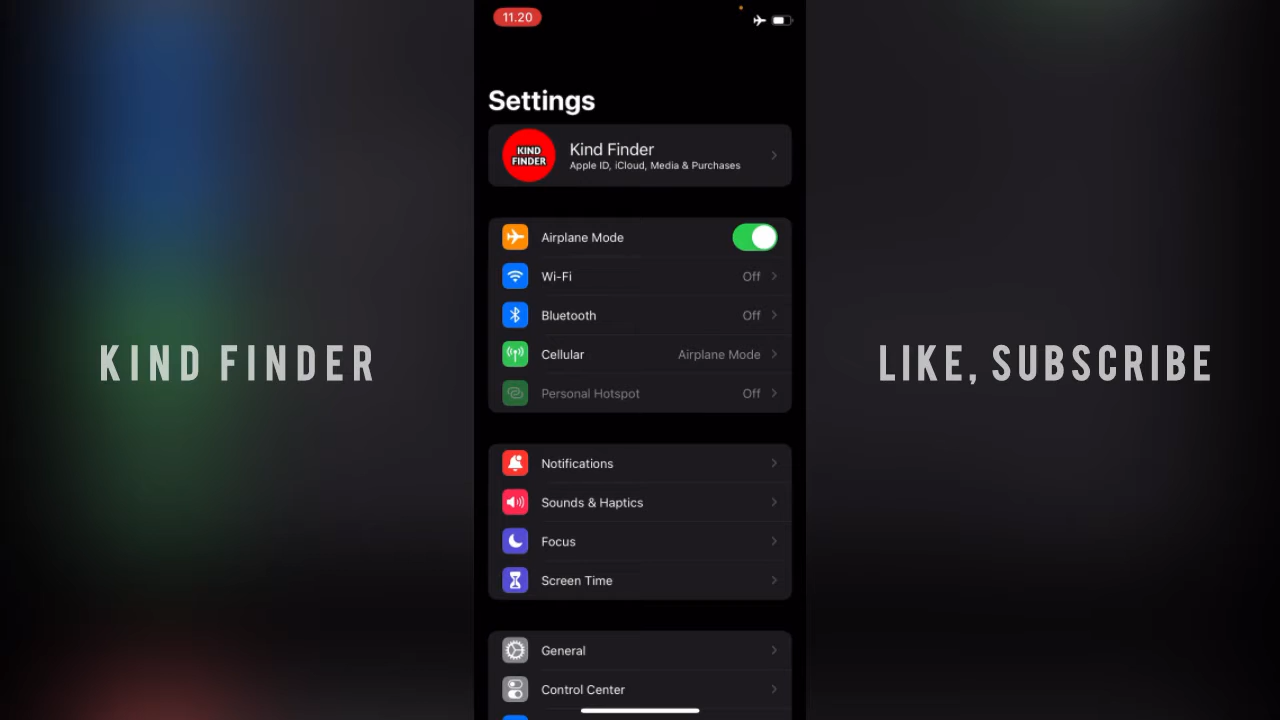 11.20
Settings
KIND
FINDER
Kind Finder
Apple ID, iCloud, Media & Purchases
Airplane Mode
Wi-Fi Off
Bluetooth Off
Cellular Airplane Mode
Personal Hotspot Off
KIND FINDER
LIKE, SUBSCRIBE
Notifications
Sounds & Haptics
Focus
Screen Time
General
Control Center